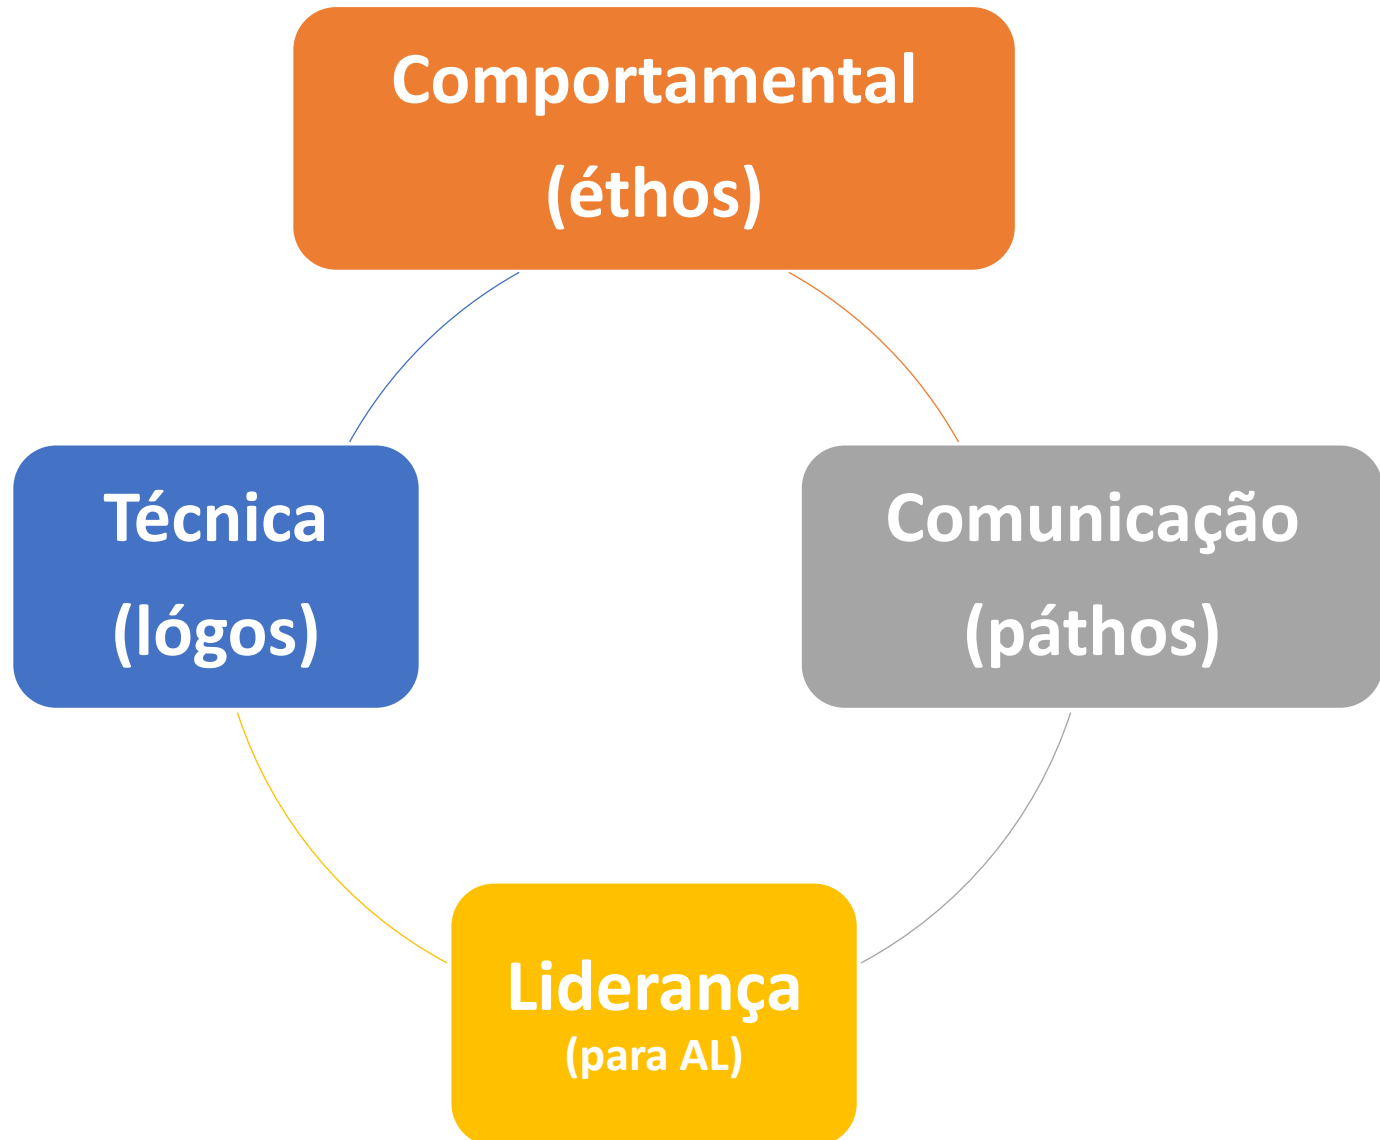 Comportamental
(éthos)
Técnica
(lógos)
Comunicação
(páthos)
Liderança
(para AL)